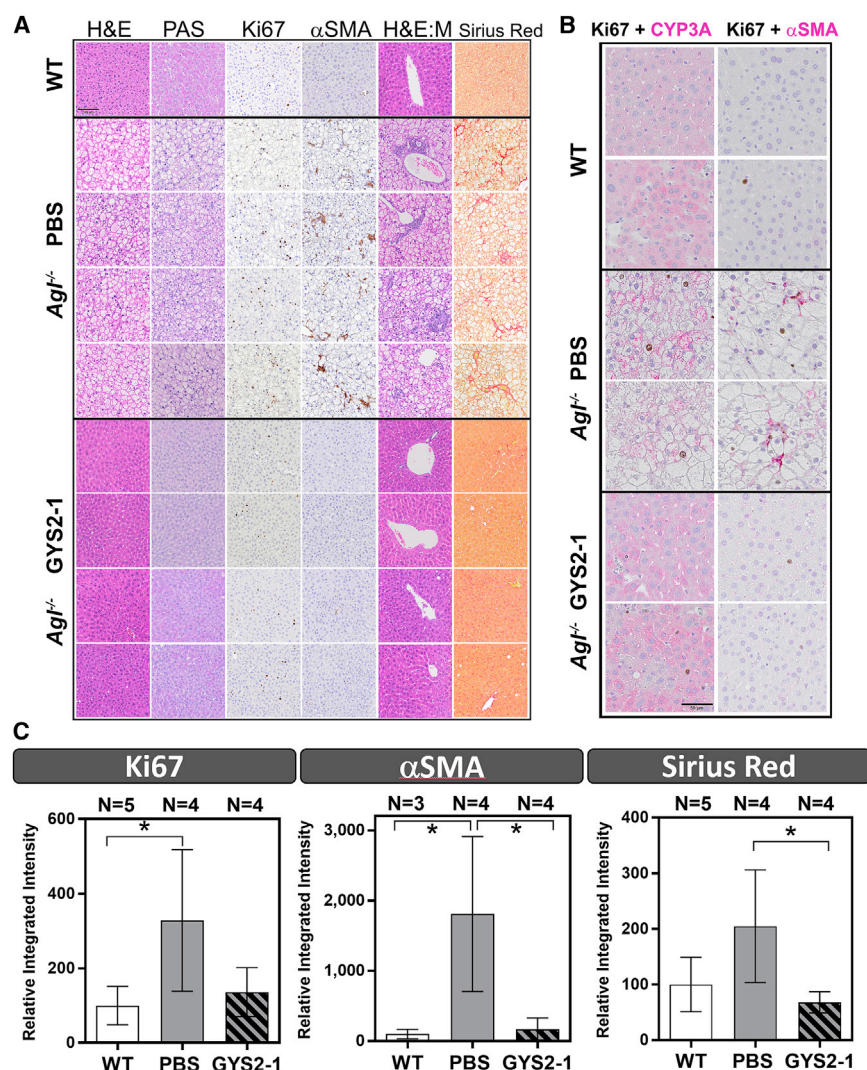 A
H&E PAS Ki67 αSMA H&E:M Sirius Red
WT
Agl-/- PBS
Agl-/- GYS2-1
B
Ki67 + CYP3A Ki67 + αSMA
WT
Agl-/- PBS
Agl-/- GYS2-1
50 µm
C
Ki67
N=5 N=4 N=4
Relative Integrated Intensity
600
400
200
0
*
WT PBS GYS2-1
αSMA
N=3 N=4 N=4
Relative Integrated Intensity
3,000
2,000
1,000
0
* *
WT PBS GYS2-1
Sirius Red
N=5 N=4 N=4
Relative Integrated Intensity
400
300
200
100
0
*
WT PBS GYS2-1